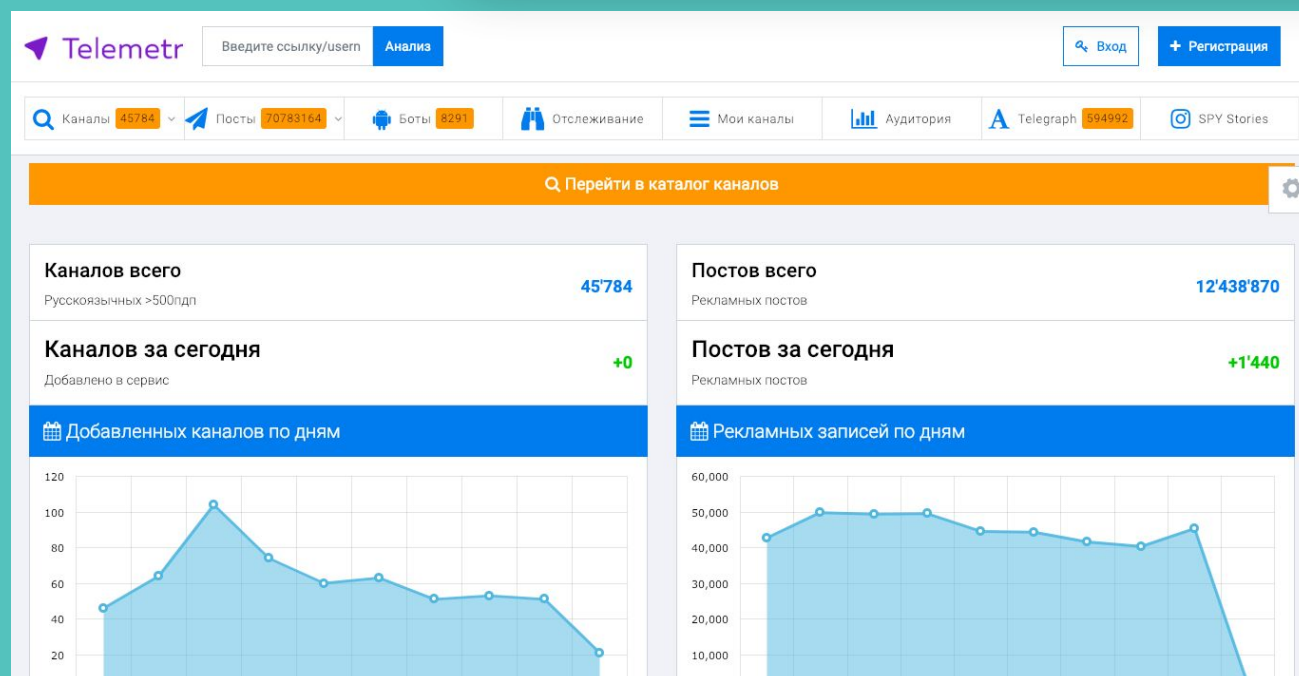 Telemetr
Введите ссылку/usern
Анализ
Вход
Регистрация
Каналы 45784
Посты 70783164
Боты 8291
Отслеживание
Мои каналы
Аудитория
Telegraph 594992
SPY Stories
Перейти в каталог каналов
Каналов всего
Русскоязычных >500пдп
45'784
Каналов за сегодня
Добавлено в сервис
+0
Добавленных каналов по дням
120
100
80
60
40
20
Постов всего
Рекламных постов
12'438'870
Постов за сегодня
Рекламных постов
+1'440
Рекламных записей по дням
60,000
50,000
40,000
30,000
20,000
10,000